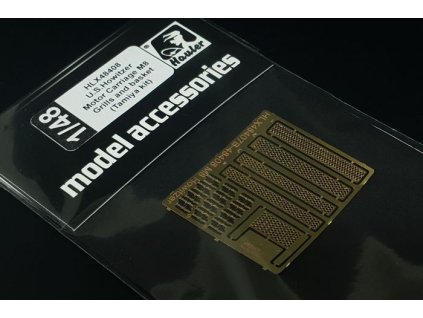 HLX48408
U.S.Howitzer
Motor Carriage M8
Grills and basket
(Tamiya kit)
Hauler
®
1/48
model accessories